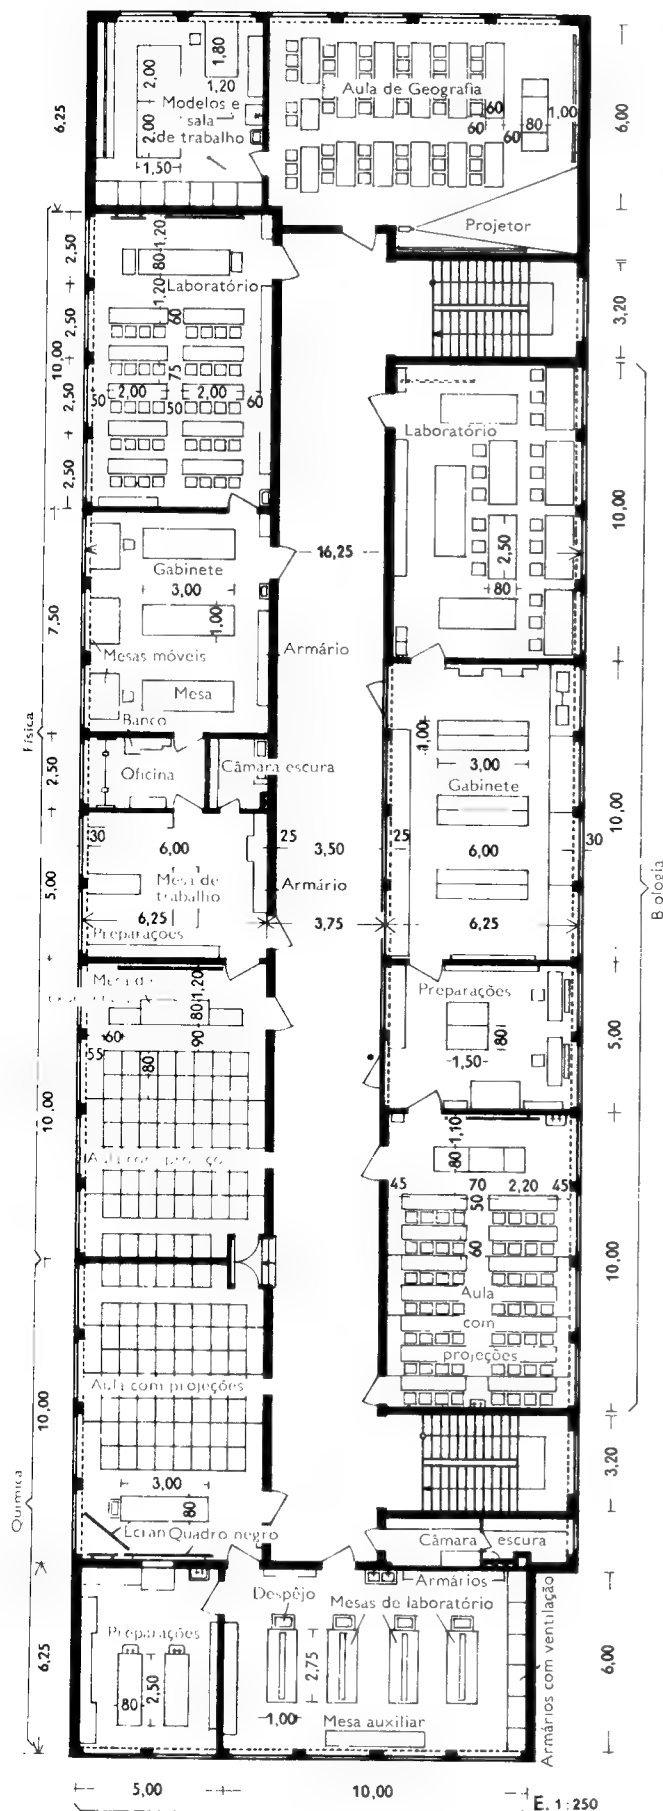 1,80
2,00
1,20
Modelos e
sala
de trabalho
2,00
1,50
6,25
Aula de Geografia
60
60
60
80
1,00
6,00
Projetor
3,20
2,50
1,20
80
Laboratório
1,20
60
2,50
10,00
75
50
2,00
2,00
50
60
2,50
2,50
Laboratório
2,50
80
10,00
16,25
Gabinete
3,00
1,00
7,50
Armário
Mesas móveis
Mesa
Banco
Física
2,50
Oficina
Câmara escura
1,00
3,00
Gabinete
10,00
30
6,00
25
3,50
25
6,00
30
5,00
Mesa de
trabalho
Armário
6,25
3,75
6,25
Preparações
Biologia
1,20
60
80
90
55
80
10,00
Preparações
1,50
80
5,00
1,10
80
45
70
2,20
45
50
60
Aula
com
projeções
10,00
Aula com projeções
10,00
3,00
80
Écran
Quadro negro
Química
3,20
Câmara escura
Despêjo
Armários
Mesas de laboratório
Preparações
2,50
80
2,75
1,00
Mesa auxiliar
6,25
Armários com ventilação
6,00
5,00
10,00
E. 1:250